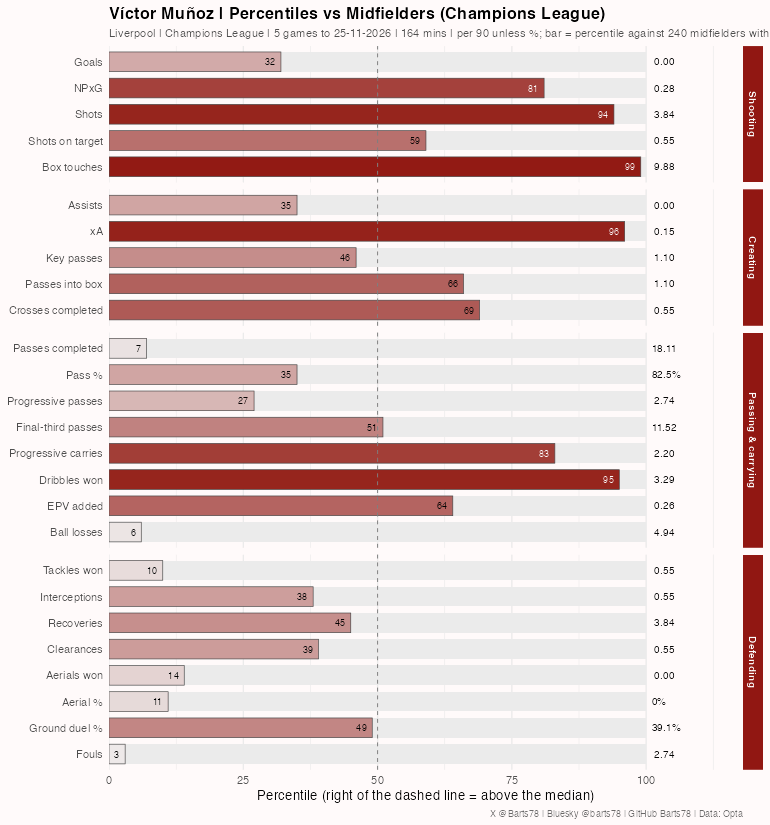 Víctor Muñoz | Percentiles vs Midfielders (Champions League)
Liverpool | Champions League | 5 games to 25-11-2026 | 164 mins | per 90 unless %; bar = percentile against 240 midfielders with
Goals 32 0.00
NPxG 81 0.28
Shots 94 3.84
Shots on target 59 0.55
Box touches 99 9.88
Shooting
Assists 35 0.00
xA 96 0.15
Key passes 46 1.10
Passes into box 66 1.10
Crosses completed 69 0.55
Creating
Passes completed 7 18.11
Pass % 35 82.5%
Progressive passes 27 2.74
Final-third passes 51 11.52
Progressive carries 83 2.20
Dribbles won 95 3.29
EPV added 64 0.26
Ball losses 6 4.94
Passing & carrying
Tackles won 10 0.55
Interceptions 38 0.55
Recoveries 45 3.84
Clearances 39 0.55
Aerials won 14 0.00
Aerial % 11 0%
Ground duel % 49 39.1%
Fouls 3 2.74
Defending
0 25 50 75 100
Percentile (right of the dashed line = above the median)
X @Barts78 | Bluesky @barts78 | GitHub Barts78 | Data: Opta